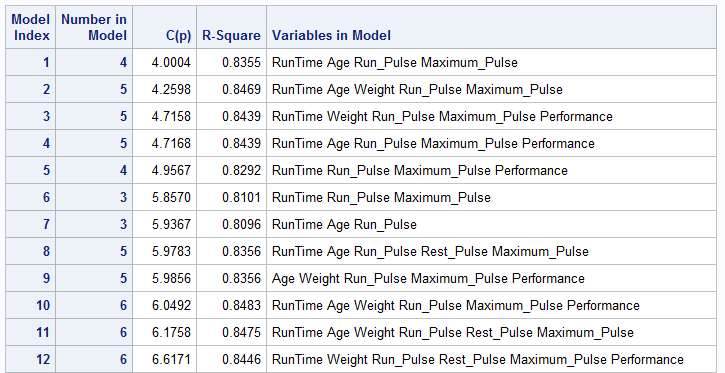 Model Index Number in Model C(p) R-Square Variables in Model
1 4 4.0004 0.8355 RunTime Age Run_Pulse Maximum_Pulse
2 5 4.2598 0.8469 RunTime Age Weight Run_Pulse Maximum_Pulse
3 5 4.7158 0.8439 RunTime Weight Run_Pulse Maximum_Pulse Performance
4 5 4.7168 0.8439 RunTime Age Run_Pulse Maximum_Pulse Performance
5 4 4.9567 0.8292 RunTime Run_Pulse Maximum_Pulse Performance
6 3 5.8570 0.8101 RunTime Run_Pulse Maximum_Pulse
7 3 5.9367 0.8096 RunTime Age Run_Pulse
8 5 5.9783 0.8356 RunTime Age Run_Pulse Rest_Pulse Maximum_Pulse
9 5 5.9856 0.8356 Age Weight Run_Pulse Maximum_Pulse Performance
10 6 6.0492 0.8483 RunTime Age Weight Run_Pulse Maximum_Pulse Performance
11 6 6.1758 0.8475 RunTime Age Weight Run_Pulse Rest_Pulse Maximum_Pulse
12 6 6.6171 0.8446 RunTime Weight Run_Pulse Rest_Pulse Maximum_Pulse Performance